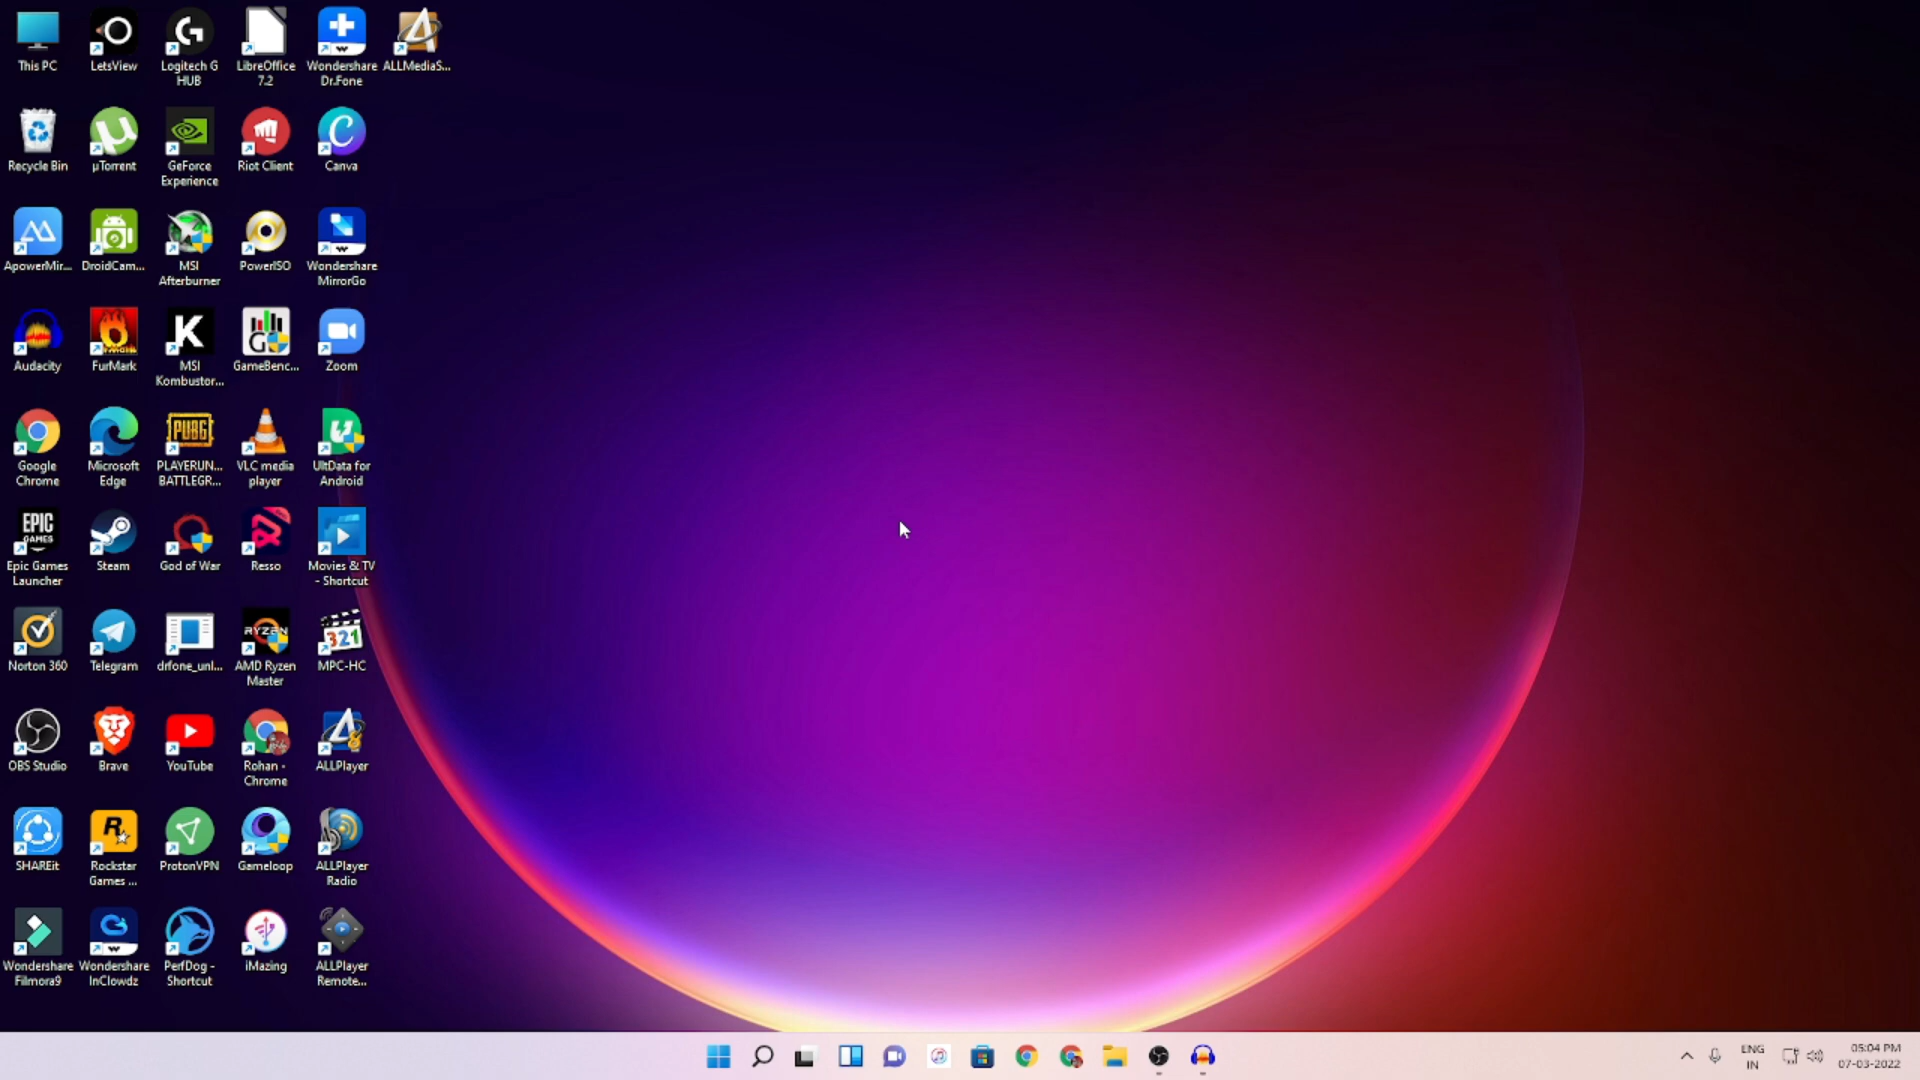 This PC
LetsView
Logitech G
HUB
LibreOffice
7.2
Wondershare
Dr.Fone
ALLMediaS...
Recycle Bin
µTorrent
GeForce
Experience
Riot Client
Canva
ApowerMir...
DroidCam...
MSI
Afterburner
PowerISO
Wondershare
MirrorGo
Audacity
FurMark
MSI
Kombustor...
GameBenc...
Zoom
Google
Chrome
Microsoft
Edge
PUBG
PLAYERUN...
BATTLEGR...
VLC media
player
UltData for
Android
EPIC
GAMES
Epic Games
Launcher
Steam
God of War
Resso
Movies & TV
- Shortcut
Norton 360
Telegram
drfone_unl...
RYZEN
AMD Ryzen
Master
321
MPC-HC
OBS Studio
Brave
YouTube
Rohan -
Chrome
ALLPlayer
SHAREit
Rockstar
Games ...
ProtonVPN
Gameloop
ALLPlayer
Radio
Wondershare
Filmora9
Wondershare
InClowdz
PerfDog -
Shortcut
iMazing
ALLPlayer
Remote...
ENG
IN
05:04 PM
07-03-2022